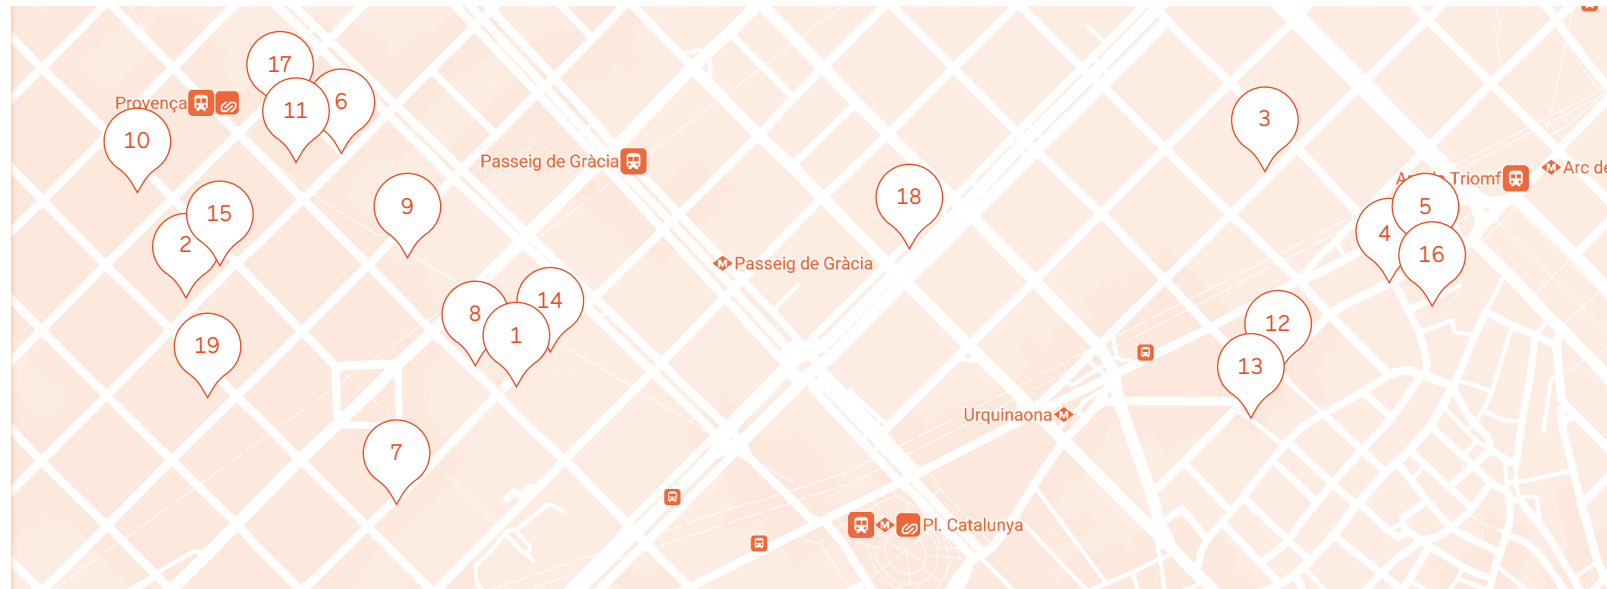 17
6
11
Provença
10
3
Passeig de Gràcia
Arc de
Triomf
18
15
9
5
2
4
16
Passeig de Gràcia
14
8
1
12
19
13
Urquinaona
7
Pl. Catalunya